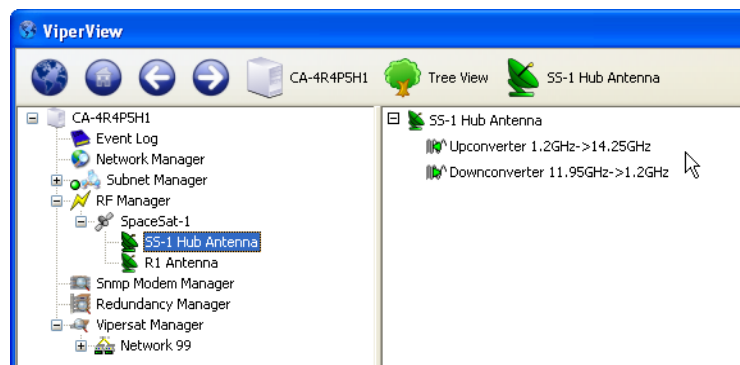 ViperView
CA-4R4P5H1 Tree View SS-1 Hub Antenna
CA-4R4P5H1
Event Log
Network Manager
Subnet Manager
RF Manager
SpaceSat-1
SS-1 Hub Antenna
R1 Antenna
Snmp Modem Manager
Redundancy Manager
Vipersat Manager
Network 99
SS-1 Hub Antenna
Upconverter 1.2GHz->14.25GHz
Downconverter 11.95GHz->1.2GHz